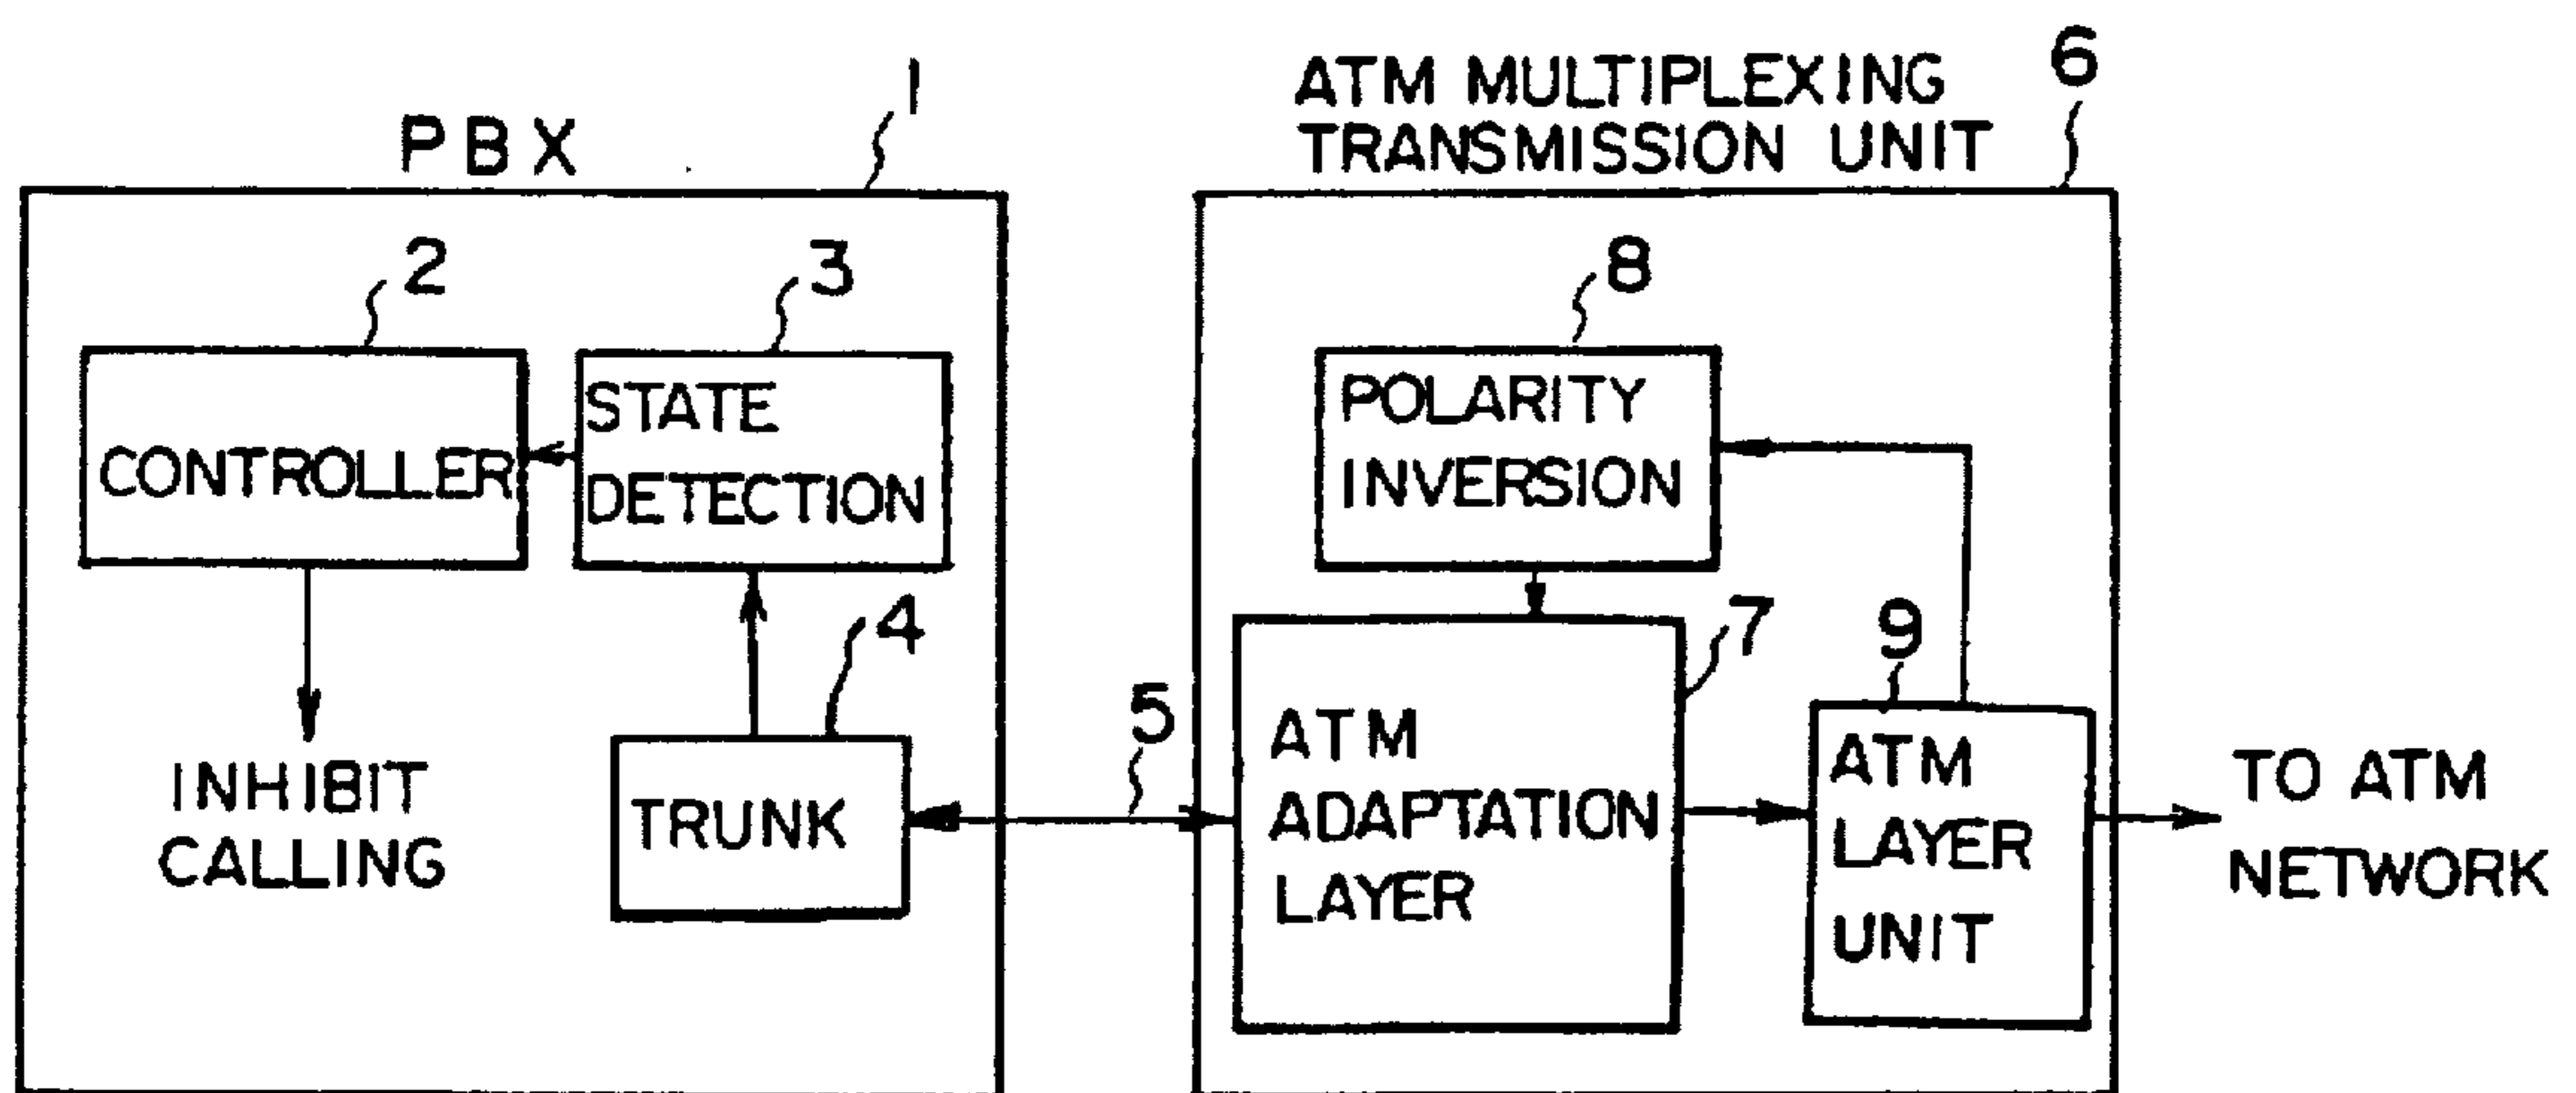 PBX
1
2
CONTROLLER
3
STATE
DETECTION
INHIBIT
CALLING
4
TRUNK
5
ATM MULTIPLEXING
TRANSMISSION UNIT
6
8
POLARITY
INVERSION
7
ATM
ADAPTATION
LAYER
9
ATM
LAYER
UNIT
TO ATM
NETWORK